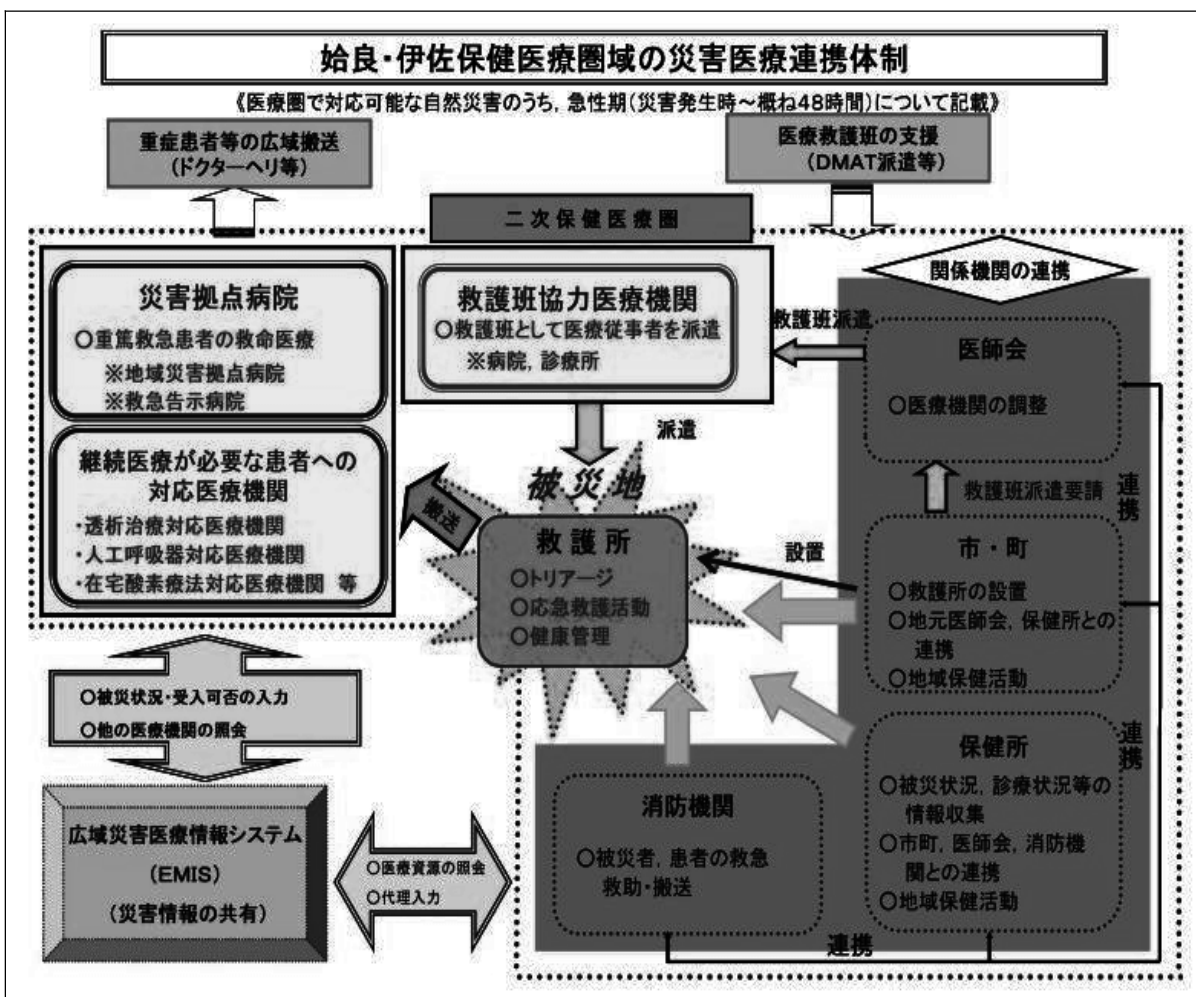 姶良・伊佐保健医療圏域の災害医療連携体制
《医療圏で対応可能な自然災害のうち，急性期（災害発生時～概ね４８時間）について記載》
重症患者等の広域搬送
（ドクターヘリ等）
医療救護班の支援
（ＤＭＡＴ派遣等）
二次保健医療圏
関係機関の連携
災害拠点病院
○重篤救急患者の救命医療
※地域災害拠点病院
※救急告示病院
救護班協力医療機関
○救護班として医療従事者を派遣
※病院，診療所
救護班派遣
医師会
○医療機関の調整
派遣
継続医療が必要な患者への
対応医療機関
・透析治療対応医療機関
・人工呼吸器対応医療機関
・在宅酸素療法対応医療機関　等
搬送
被災地
救護所
○トリアージ
○応急救護活動
○健康管理
救護班派遣要請
連携
設置
市・町
○救護所の設置
○地元医師会，保健所との
連携
○地域保健活動
連携
保健所
○被災状況，診療状況等の
情報収集
○市町，医師会，消防機
関との連携
○地域保健活動
消防機関
○被災者，患者の救急
救助・搬送
連携
○被災状況・受入可否の入力
○他の医療機関の照会
広域災害医療情報システム
（ＥＭＩＳ）
（災害情報の共有）
○医療資源の照会
○代理入力